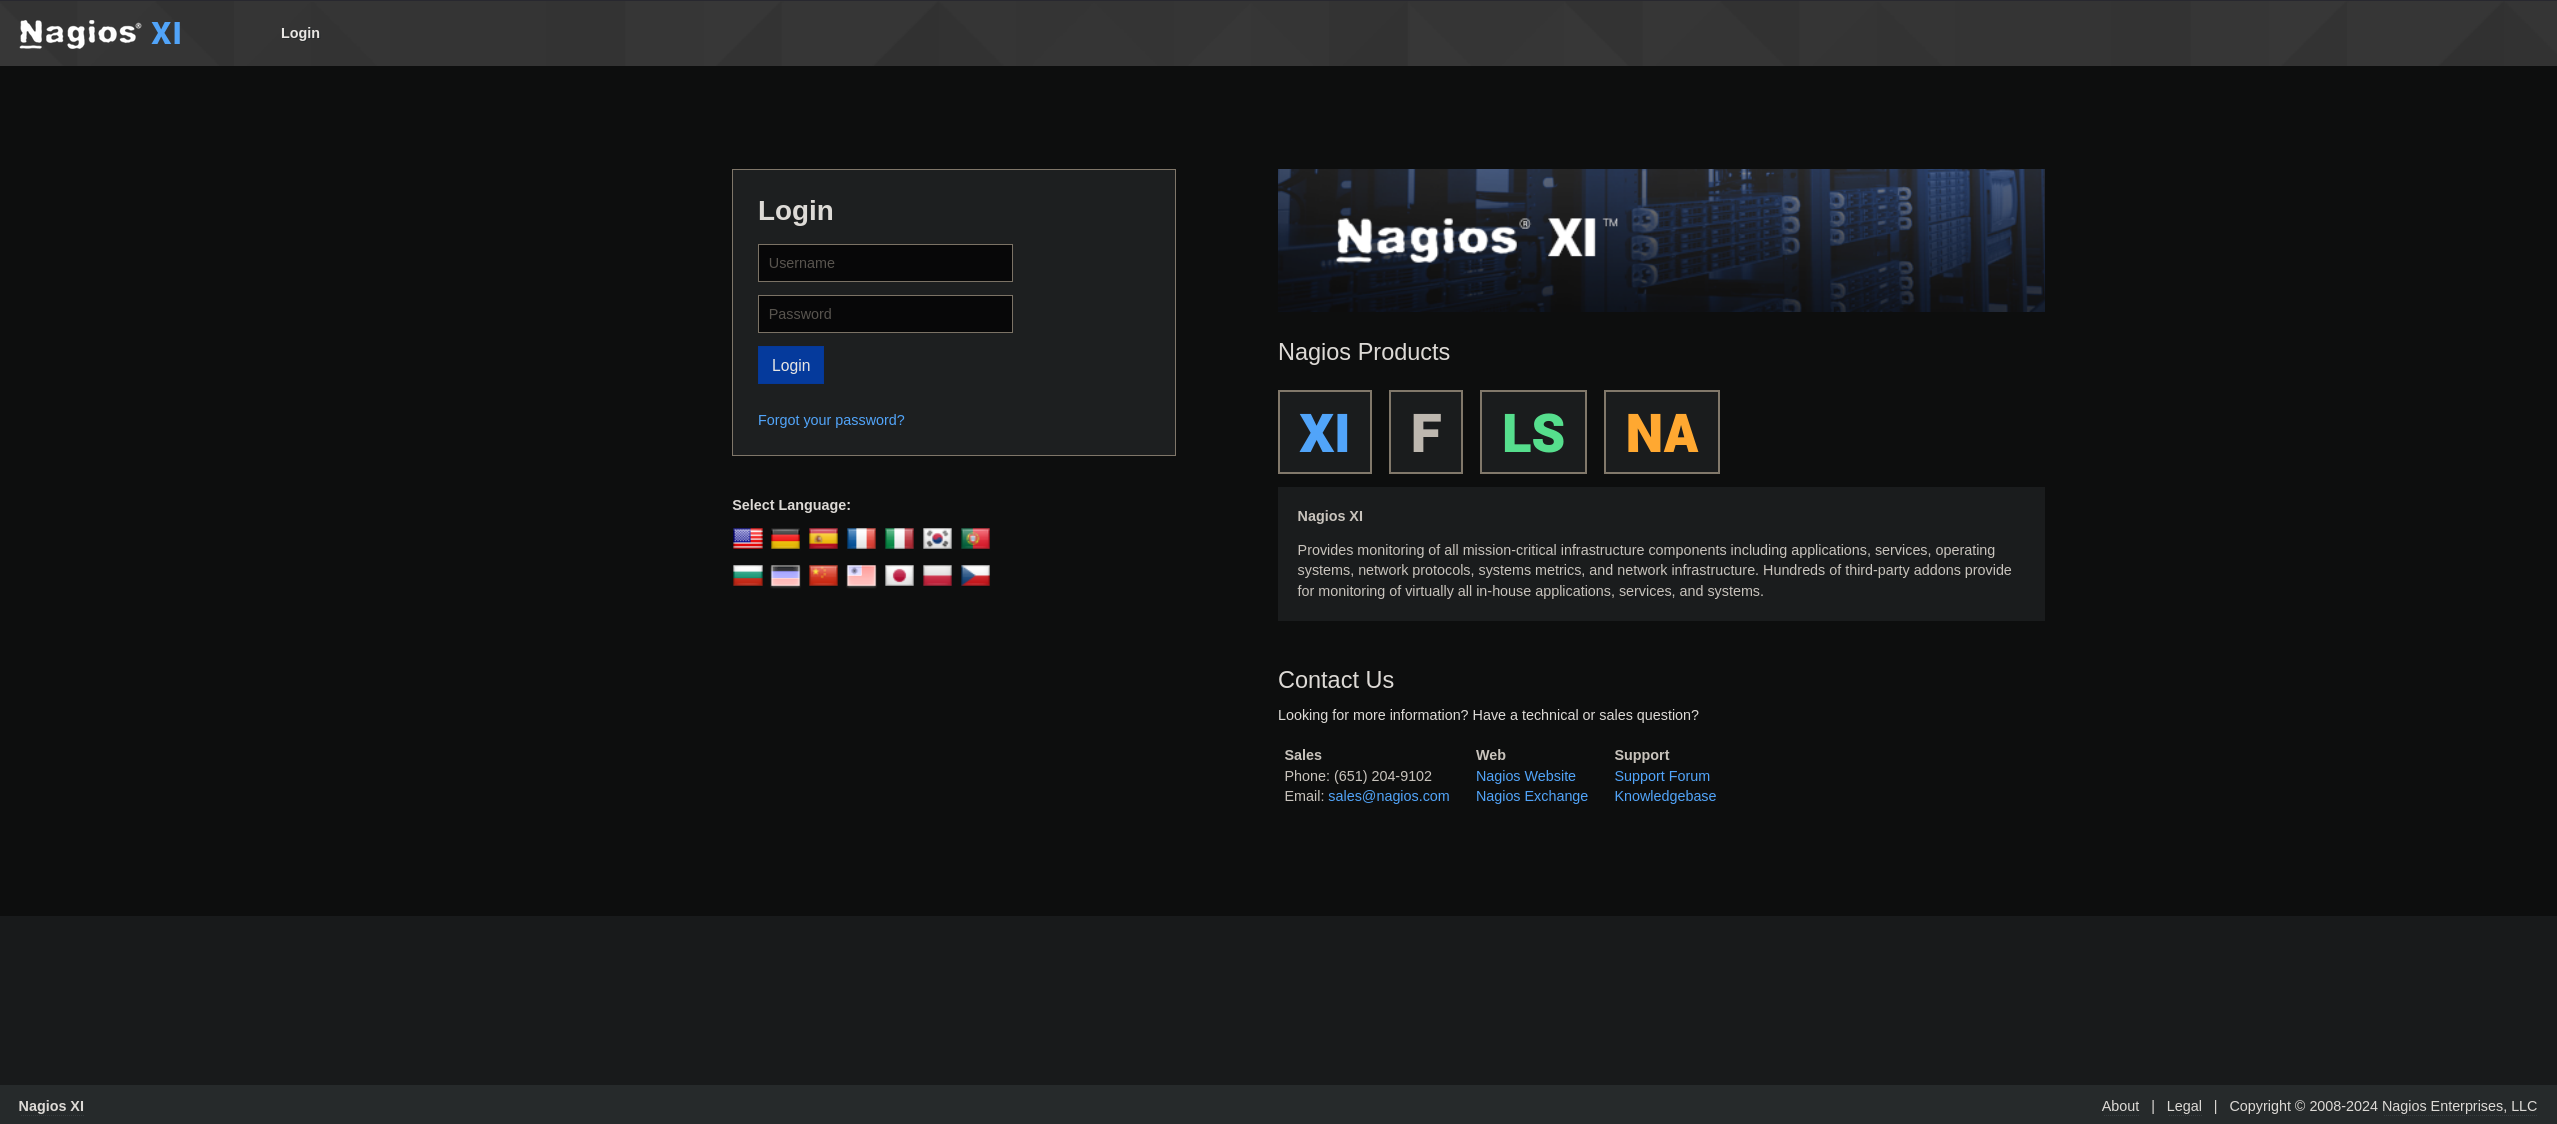 Nagios® XI
Login
Login
Username
Password
Login
Forgot your password?
Select Language:
Nagios® XI™
Nagios Products
XI
F
LS
NA
Nagios XI
Provides monitoring of all mission-critical infrastructure components including applications, services, operating
systems, network protocols, systems metrics, and network infrastructure. Hundreds of third-party addons provide
for monitoring of virtually all in-house applications, services, and systems.
Contact Us
Looking for more information? Have a technical or sales question?
Sales Web Support
Phone: (651) 204-9102 Nagios Website Support Forum
Email: sales@nagios.com Nagios Exchange Knowledgebase
Nagios XI
About | Legal | Copyright © 2008-2024 Nagios Enterprises, LLC